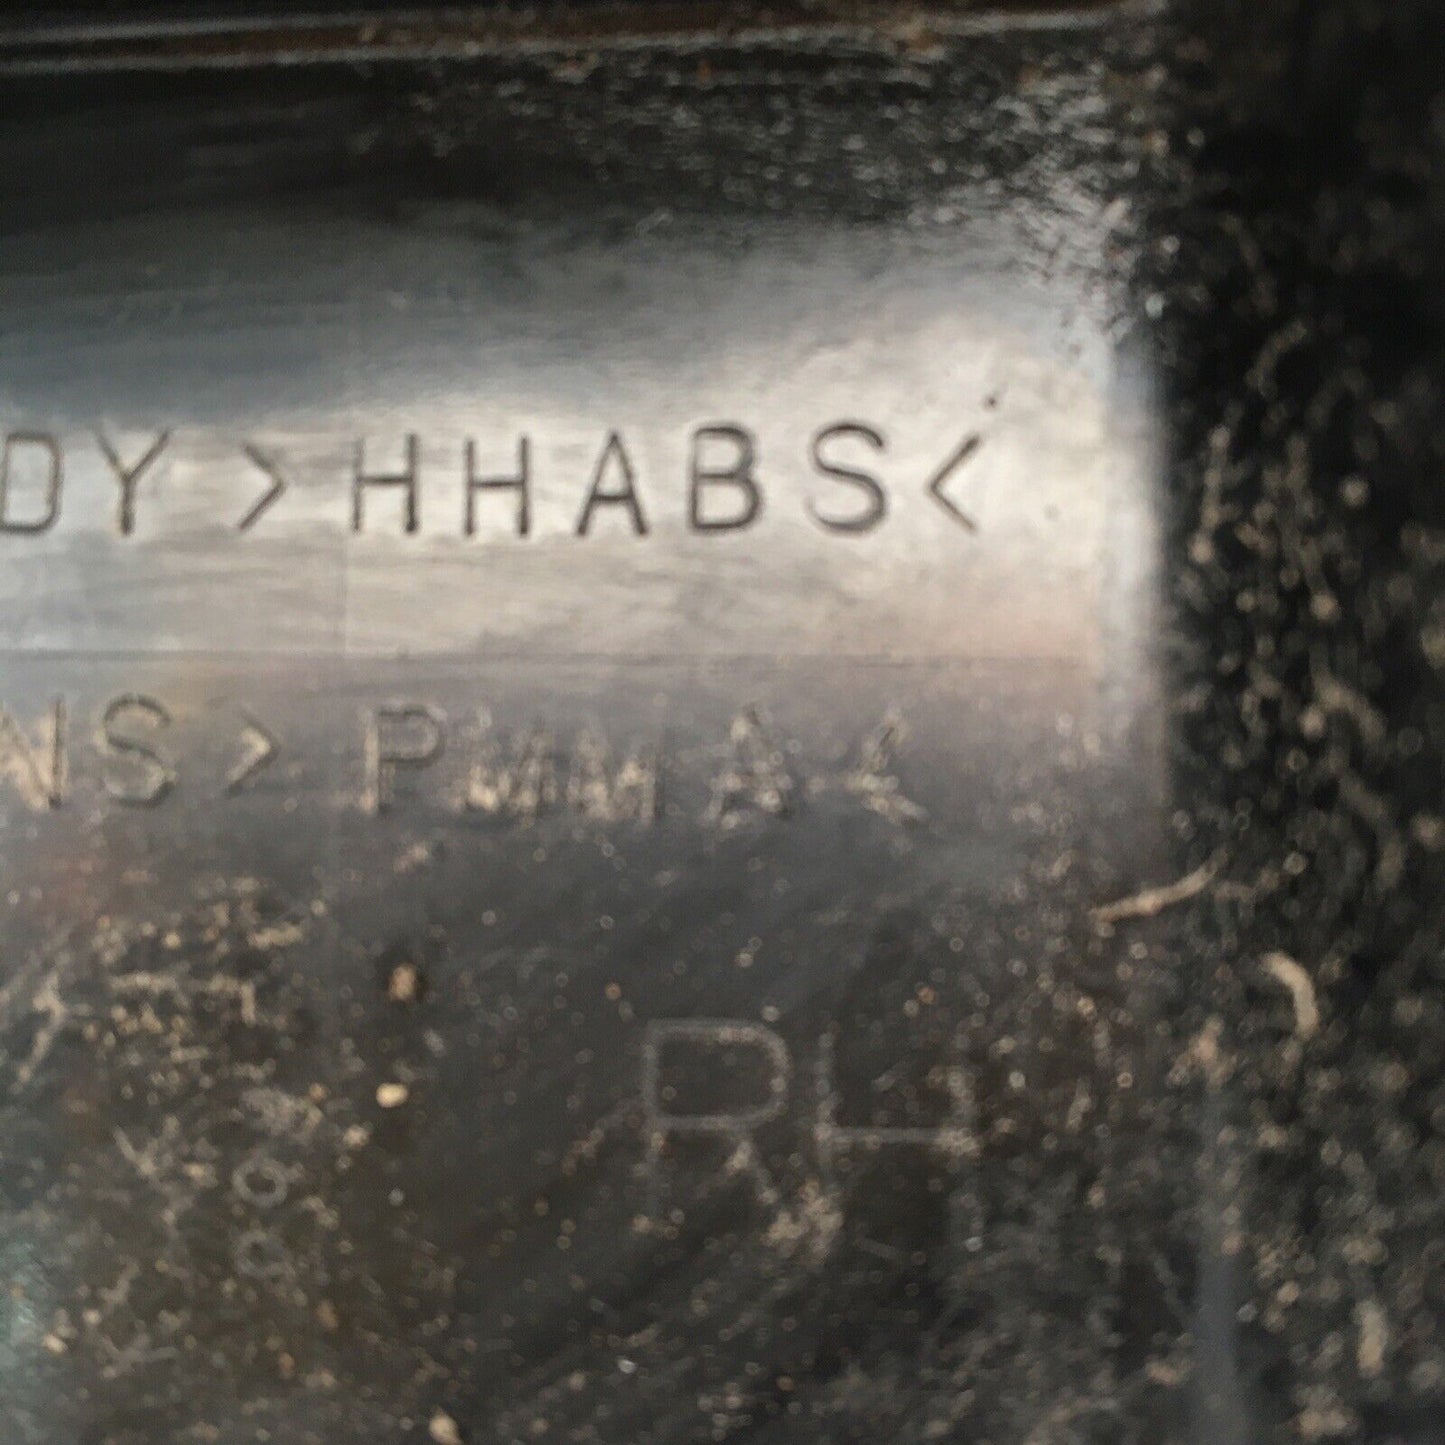 DY >HHABS<
NS >PMMA<
RH